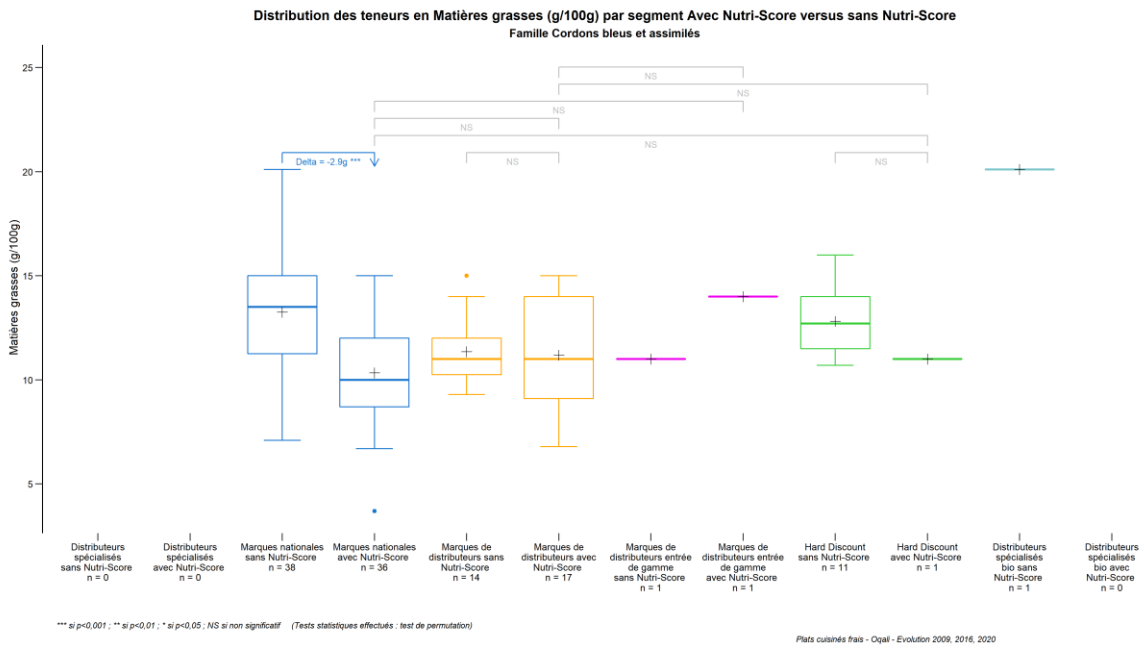 Distribution des teneurs en Matières grasses (g/100g) par segment Avec Nutri-Score versus sans Nutri-Score
Famille Cordons bleus et assimilés
Matières grasses (g/100g)
25
20
15
10
5
NS
NS
NS
NS
NS
Delta = -2.9g ***
NS
NS
Distributeurs
spécialisés
sans Nutri-Score
n = 0
Distributeurs
spécialisés
avec Nutri-Score
n = 0
Marques nationales
sans Nutri-Score
n = 38
Marques nationales
avec Nutri-Score
n = 36
Marques de
distributeurs sans
Nutri-Score
n = 14
Marques de
distributeurs avec
Nutri-Score
n = 17
Marques de
distributeurs entrée
de gamme
sans Nutri-Score
n = 1
Marques de
distributeurs entrée
de gamme
avec Nutri-Score
n = 1
Hard Discount
sans Nutri-Score
n = 11
Hard Discount
avec Nutri-Score
n = 1
Distributeurs
spécialisés
bio sans
Nutri-Score
n = 1
Distributeurs
spécialisés
bio avec
Nutri-Score
n = 0
*** si p<0,001 ; ** si p<0,01 ; * si p<0,05 ; NS si non significatif (Tests statistiques effectués : test de permutation)
Plats cuisinés frais - Oqali - Evolution 2009, 2016, 2020